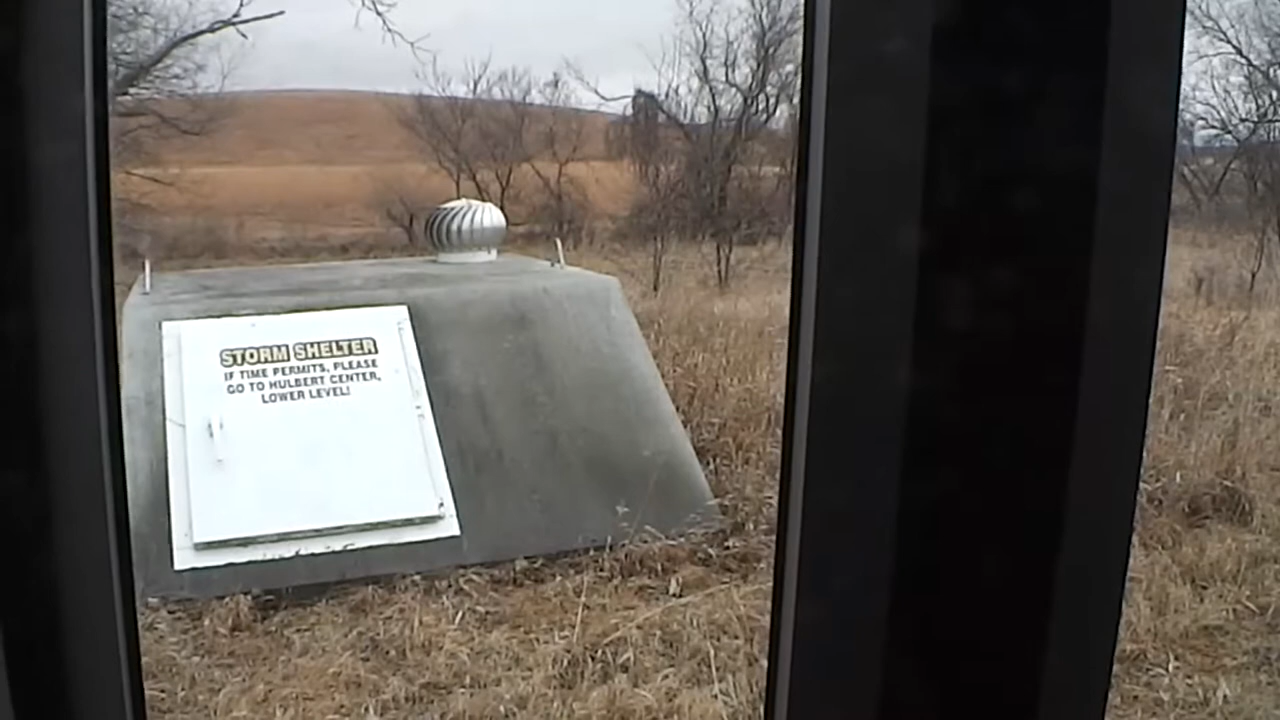 STORM SHELTER
IF TIME PERMITS, PLEASE
GO TO HULBERT CENTER,
LOWER LEVEL!